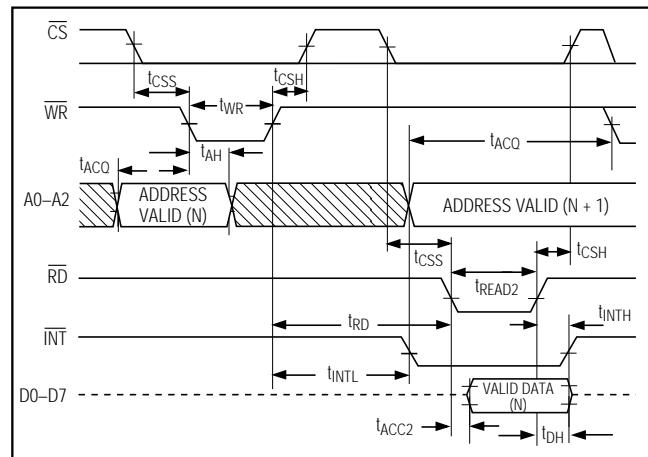 CS
tCSS
tWR
tCSH
WR
tACQ
tAH
tACQ
A0–A2
ADDRESS
VALID (N)
ADDRESS VALID (N + 1)
tCSS
tCSH
RD
tREAD2
tRD
tINTH
INT
tINTL
D0–D7
VALID DATA
(N)
tACC2
tDH